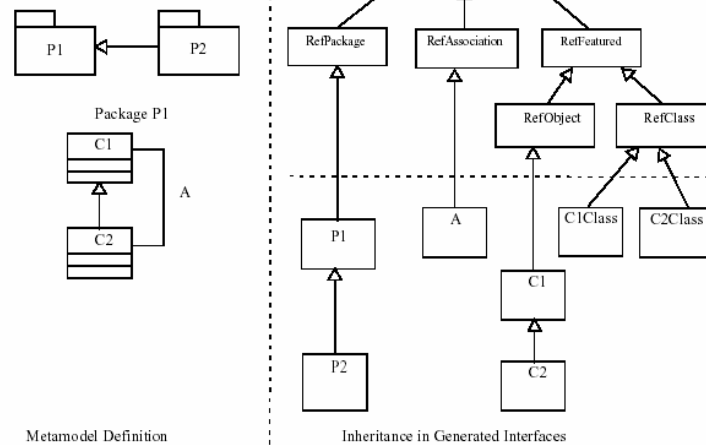 P1
P2
Package P1
C1
A
C2
Metamodel Definition
RefPackage
RefAssociation
RefFeatured
RefObject
RefClass
P1
A
C1Class
C2Class
C1
P2
C2
Inheritance in Generated Interfaces